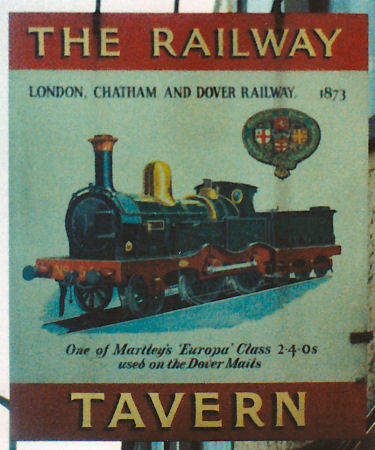 THE RAILWAY
LONDON, CHATHAM AND DOVER RAILWAY. 1873
One of Martley's 'Europa' Class 2-4-0s
used on the Dover Mails
TAVERN